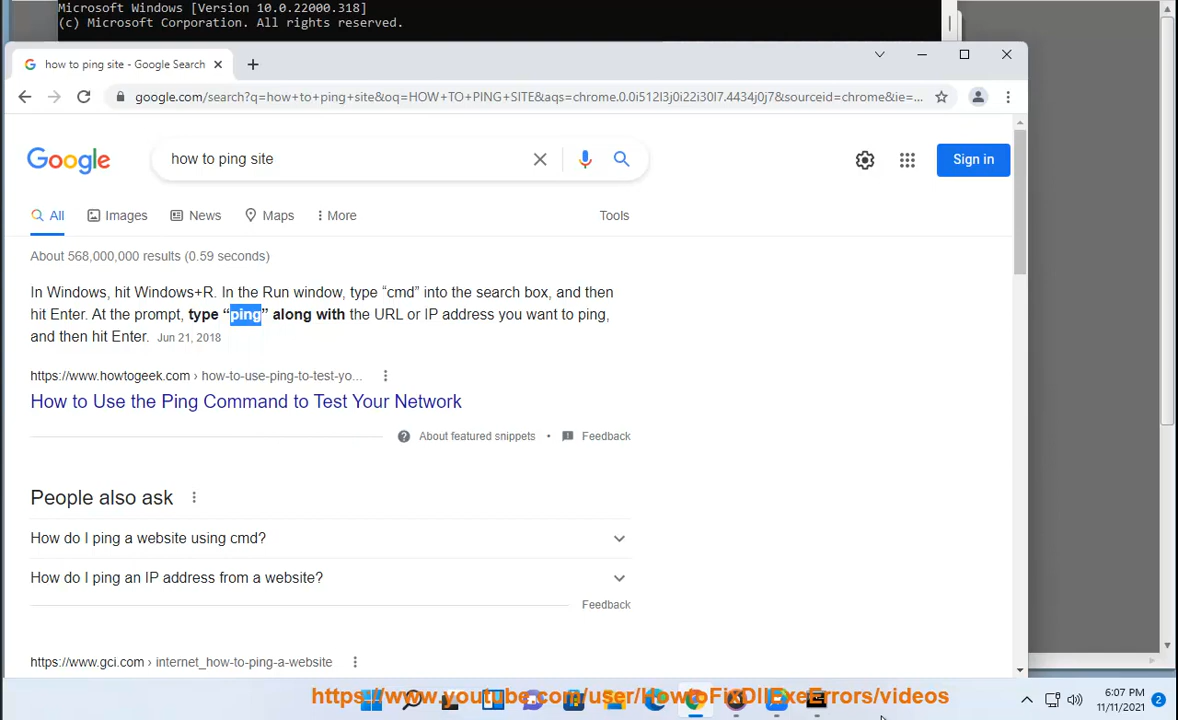 Microsoft Windows [Version 10.0.22000.318]
(c) Microsoft Corporation. All rights reserved.
how to ping site - Google Search
google.com/search?q=how+to+ping+site&oq=HOW+TO+PING+SITE&aqs=chrome.0.0i512l3j0i22i30l7.4434j0j7&sourceid=chrome&ie=...
Google
how to ping site
Sign in
All
Images
News
Maps
More
Tools
About 568,000,000 results (0.59 seconds)
In Windows, hit Windows+R. In the Run window, type “cmd” into the search box, and then
hit Enter. At the prompt, type “ping” along with the URL or IP address you want to ping,
and then hit Enter. Jun 21, 2018
https://www.howtogeek.com › how-to-use-ping-to-test-yo...
How to Use the Ping Command to Test Your Network
About featured snippets • Feedback
People also ask
How do I ping a website using cmd?
How do I ping an IP address from a website?
Feedback
https://www.gci.com › internet_how-to-ping-a-website
https://www.youtube.com/user/HowtoFixDllExeErrors/videos
6:07 PM
11/11/2021
2